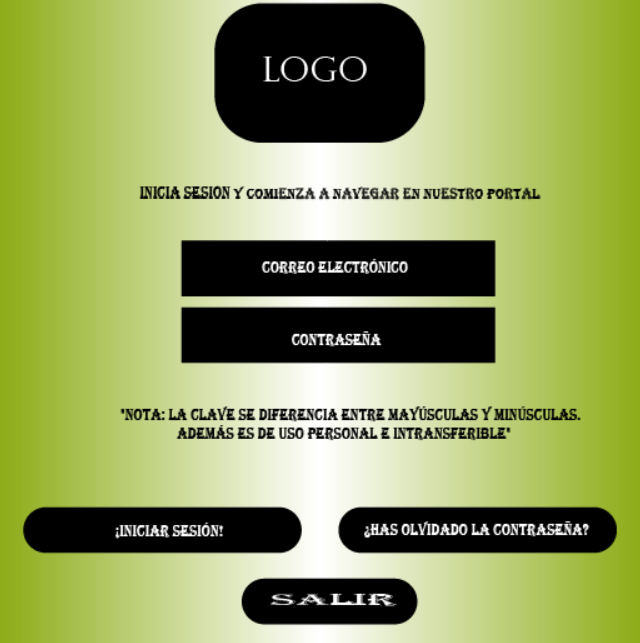 LOGO
INICIA SESION Y COMIENZA A NAVEGAR EN NUESTRO PORTAL
CORREO ELECTRÓNICO
CONTRASEÑA
"NOTA: LA CLAVE SE DIFERENCIA ENTRE MAYÚSCULAS Y MINÚSCULAS.
ADEMÁS ES DE USO PERSONAL E INTRANSFERIBLE"
¡INICIAR SESIÓN!
¿HAS OLVIDADO LA CONTRASEÑA?
SALIR